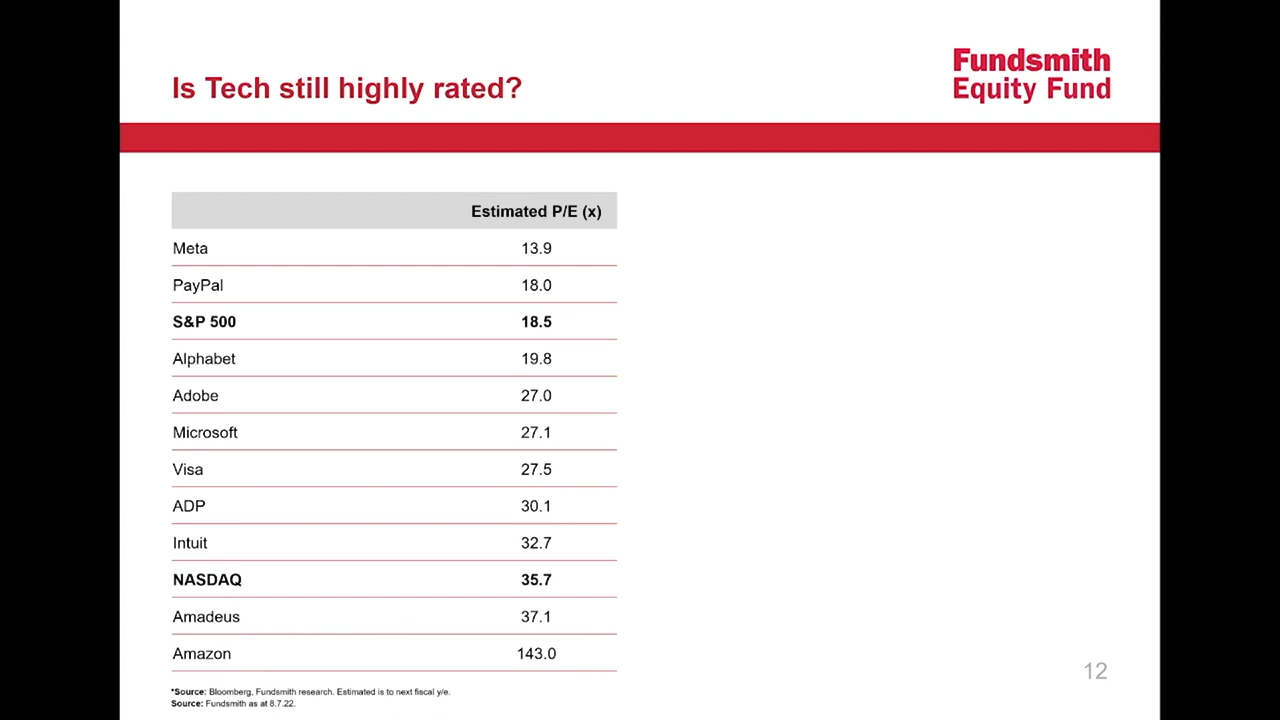 Is Tech still highly rated?
Fundsmith
Equity Fund
Estimated P/E (x)
Meta 13.9
PayPal 18.0
S&P 500 18.5
Alphabet 19.8
Adobe 27.0
Microsoft 27.1
Visa 27.5
ADP 30.1
Intuit 32.7
NASDAQ 35.7
Amadeus 37.1
Amazon 143.0
*Source: Bloomberg, Fundsmith research. Estimated is to next fiscal y/e.
Source: Fundsmith as at 8.7.22.
12